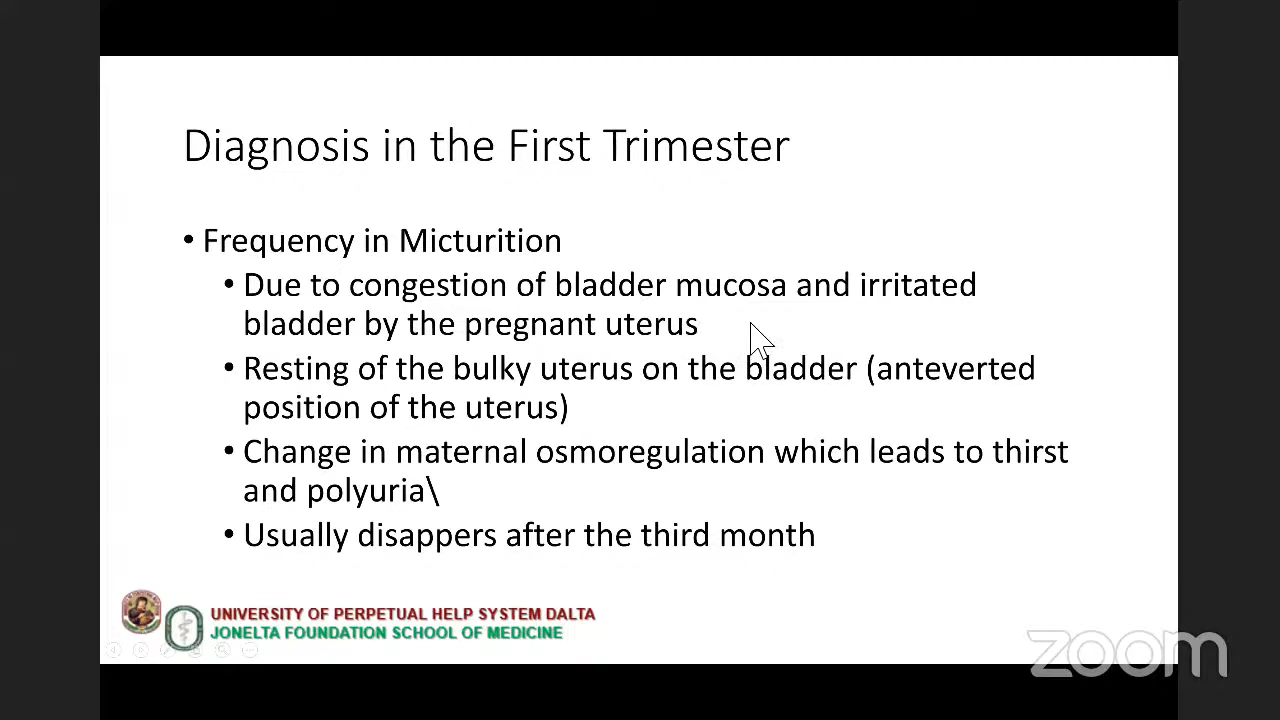 Diagnosis in the First Trimester
• Frequency in Micturition
• Due to congestion of bladder mucosa and irritated
bladder by the pregnant uterus
• Resting of the bulky uterus on the bladder (anteverted
position of the uterus)
• Change in maternal osmoregulation which leads to thirst
and polyuria\
• Usually disappers after the third month
UNIVERSITY OF PERPETUAL HELP SYSTEM DALTA
JONELTA FOUNDATION SCHOOL OF MEDICINE
zoom